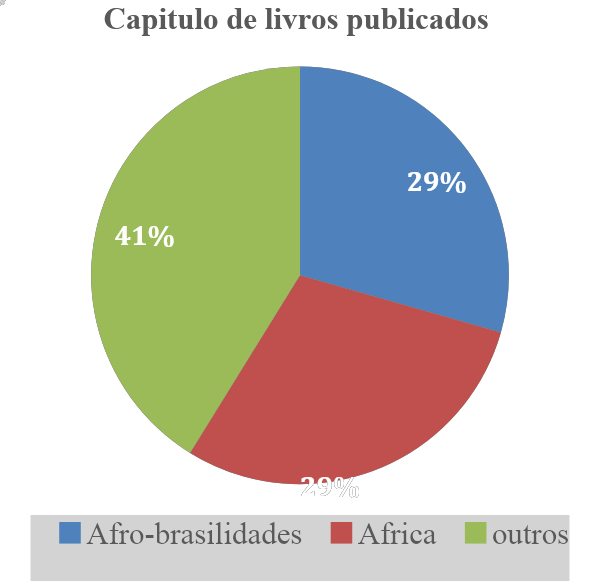 Capitulo de livros publicados
29%
41%
29%
Afro-brasilidades Africa outros